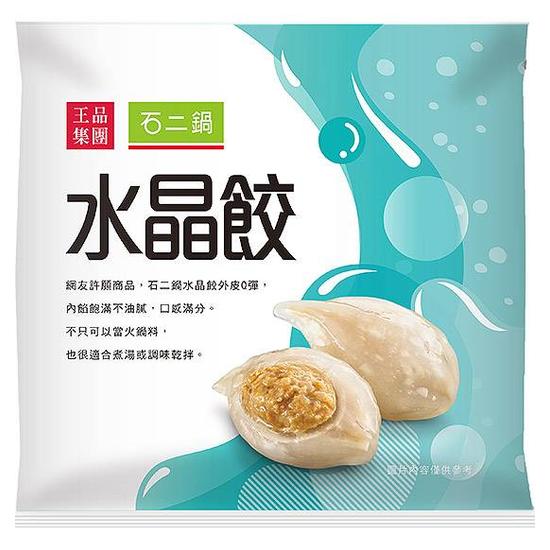 王品
集團
石二鍋
水晶餃
網友許願商品，石二鍋水晶餃外皮Q彈，
內餡飽滿不油膩，口感滿分。
不只可以當火鍋料，
也很適合煮湯或調味乾拌。
圖片內容僅供參考